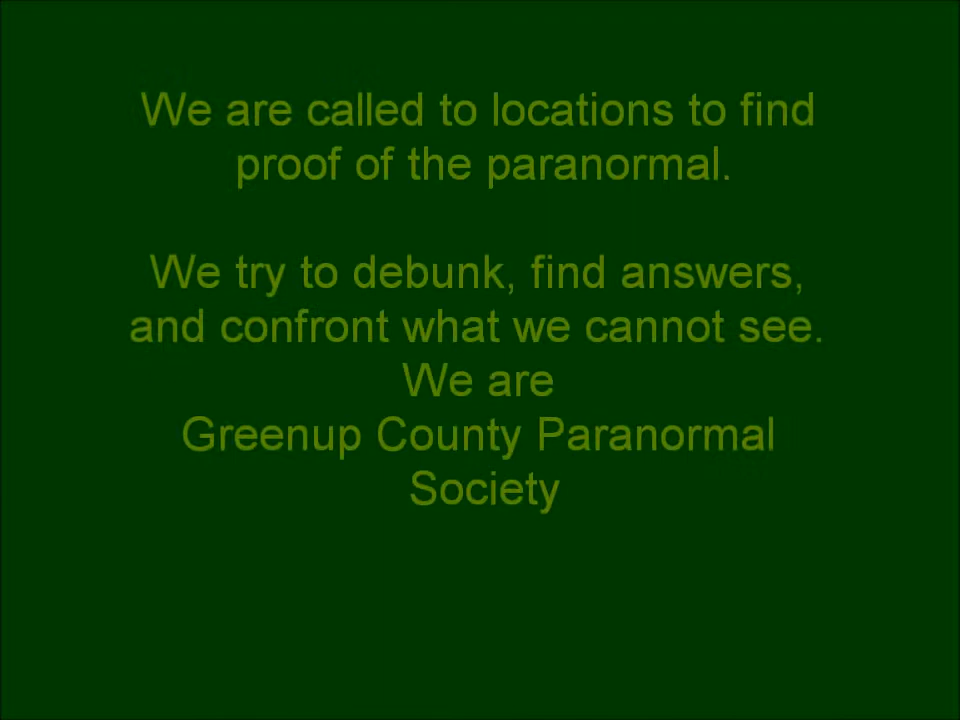 We are called to locations to find
proof of the paranormal.
We try to debunk, find answers,
and confront what we cannot see.
We are
Greenup County Paranormal
Society